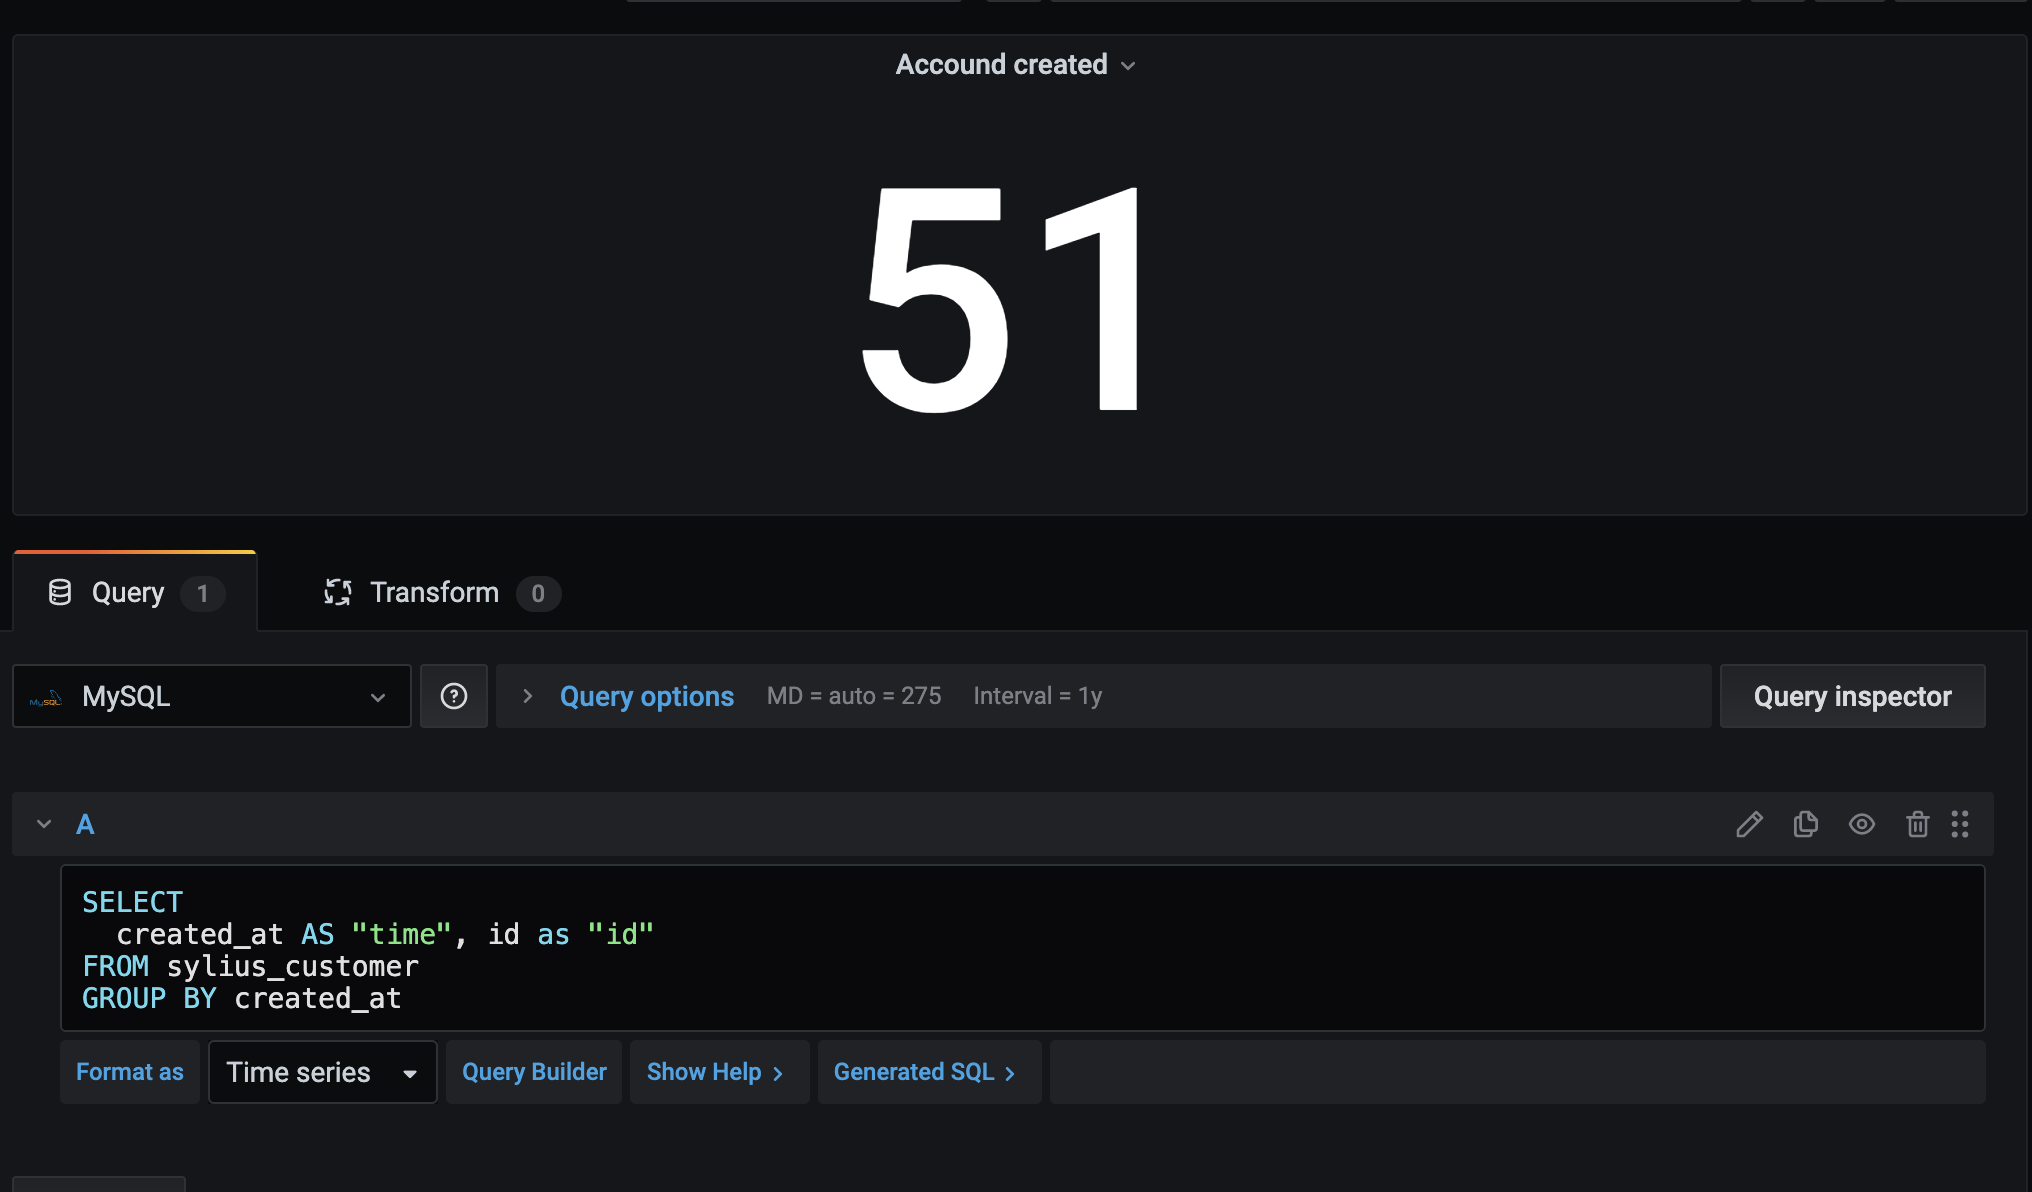 Accound created
51
Query 1
Transform 0
MySQL MySQL
Query options MD = auto = 275 Interval = 1y
Query inspector
A
SELECT
  created_at AS "time", id as "id"
FROM sylius_customer
GROUP BY created_at
Format as Time series Query Builder Show Help > Generated SQL >